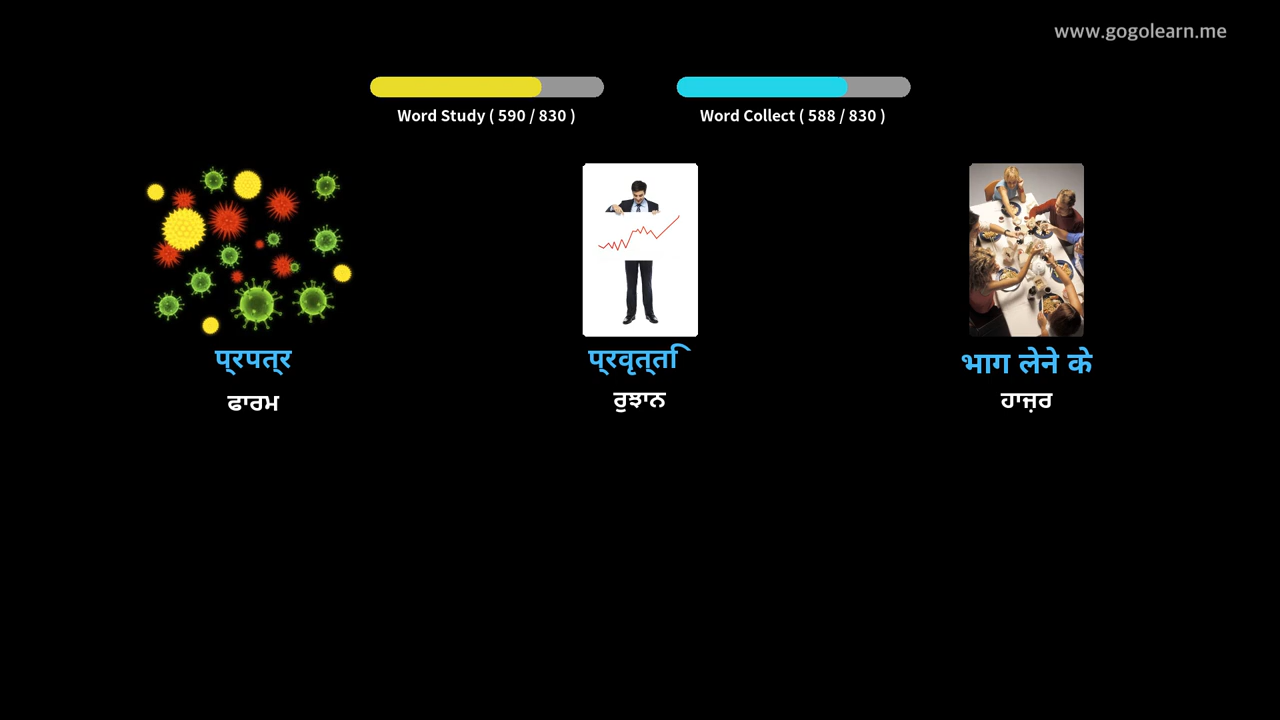 www.gogolearn.me
Word Study ( 590 / 830 )
Word Collect ( 588 / 830 )
प्रपत्र
प्रवृत्ति
भाग लेने के
ਫਾਰਮ
ਰੁਝਾਨ
ਹਾਜ਼ਰ